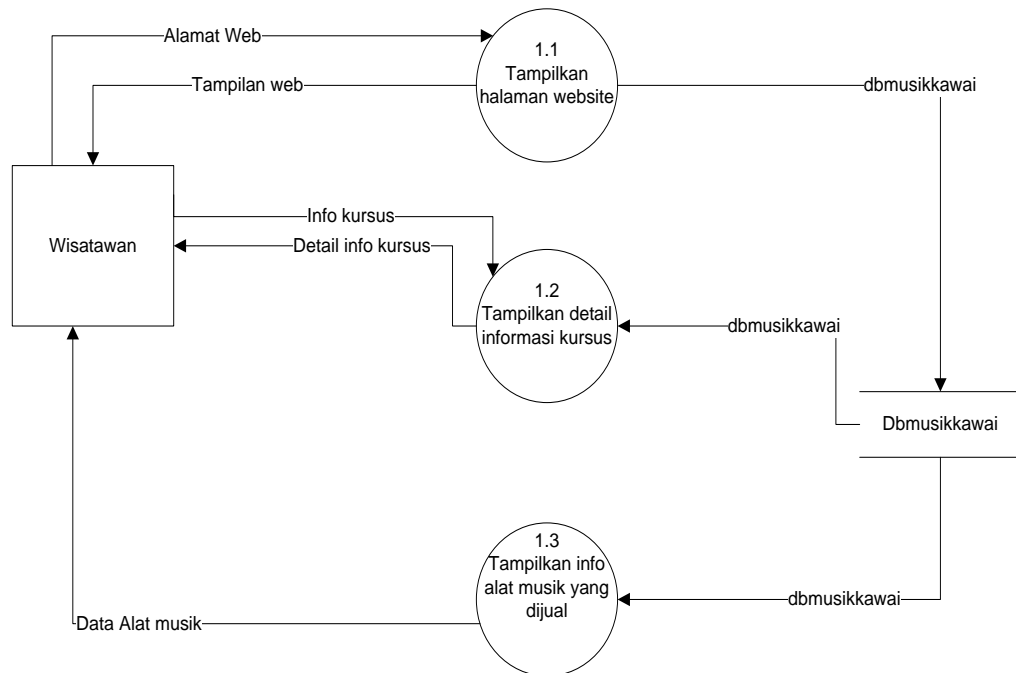 Alamat Web
1.1
Tampilkan
halaman website
Tampilan web
dbmusikkawai
Info kursus
Wisatawan
Detail info kursus
1.2
Tampilkan detail
informasi kursus
dbmusikkawai
Dbmusikkawai
1.3
Tampilkan info
alat musik yang
dijual
dbmusikkawai
Data Alat musik